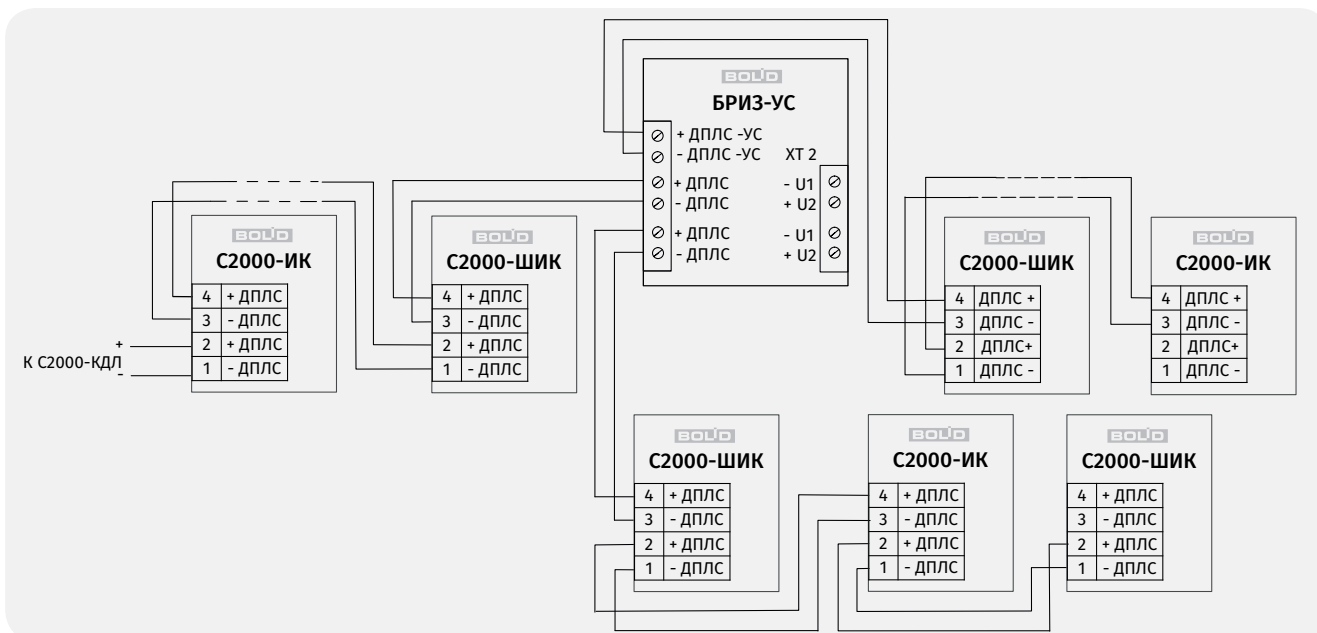 BOLID
БРИЗ-УС
+ ДПЛС -УС
- ДПЛС -УС
XT 2
+ ДПЛС
- U1
- ДПЛС
+ U2
+ ДПЛС
- U1
- ДПЛС
+ U2
BOLID
С2000-ИК
4 + ДПЛС
3 - ДПЛС
2 + ДПЛС
1 - ДПЛС
+
К С2000-КДЛ
-
BOLID
С2000-ШИК
4 + ДПЛС
3 - ДПЛС
2 + ДПЛС
1 - ДПЛС
BOLID
С2000-ШИК
4 ДПЛС +
3 ДПЛС -
2 ДПЛС+
1 ДПЛС -
BOLID
С2000-ИК
4 ДПЛС +
3 ДПЛС -
2 ДПЛС+
1 ДПЛС -
BOLID
С2000-ШИК
4 + ДПЛС
3 - ДПЛС
2 + ДПЛС
1 - ДПЛС
BOLID
С2000-ИК
4 + ДПЛС
3 - ДПЛС
2 + ДПЛС
1 - ДПЛС
BOLID
С2000-ШИК
4 + ДПЛС
3 - ДПЛС
2 + ДПЛС
1 - ДПЛС